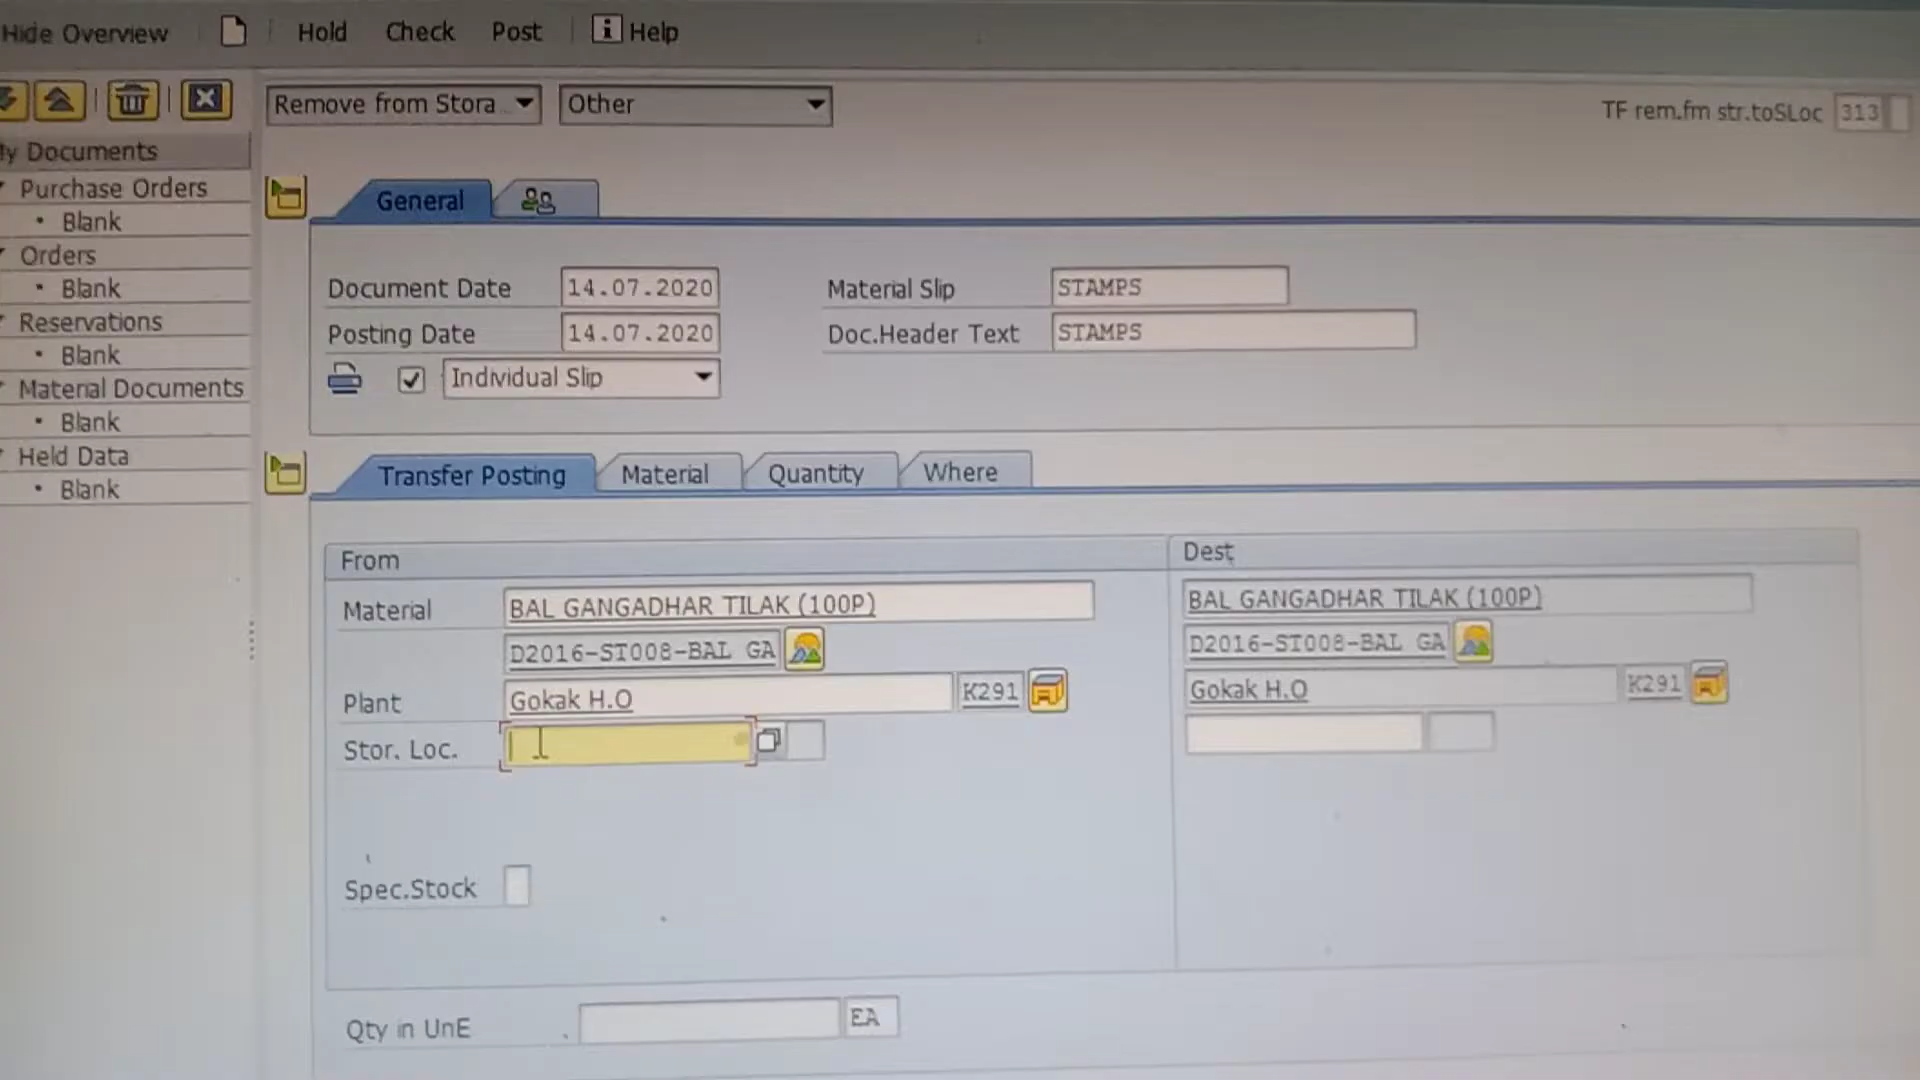 Hide Overview Hold Check Post Help
Remove from Stora Other TF rem.fm str.toSLoc 313
Documents
Purchase Orders
Blank
Orders
Blank
Reservations
Blank
Material Documents
Blank
Held Data
Blank
General
Document Date 14.07.2020 Material Slip STAMPS
Posting Date 14.07.2020 Doc.Header Text STAMPS
Individual Slip
Transfer Posting Material Quantity Where
From Dest
Material BAL GANGADHAR TILAK (100P) BAL GANGADHAR TILAK (100P)
D2016-ST008-BAL GA D2016-ST008-BAL GA
Plant Gokak H.O K291 Gokak H.O K291
Stor. Loc.
Spec.Stock
Qty in UnE EA